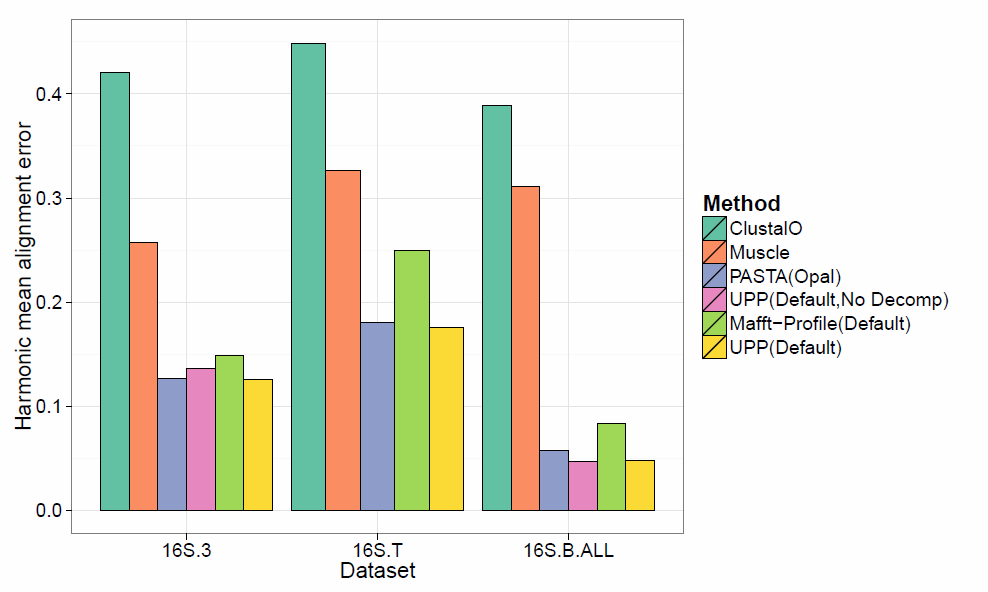 Harmonic mean alignment error
0.4
0.3
0.2
0.1
0.0
16S.3
16S.T
16S.B.ALL
Dataset
Method
ClustalO
Muscle
PASTA(Opal)
UPP(Default,No Decomp)
Mafft−Profile(Default)
UPP(Default)